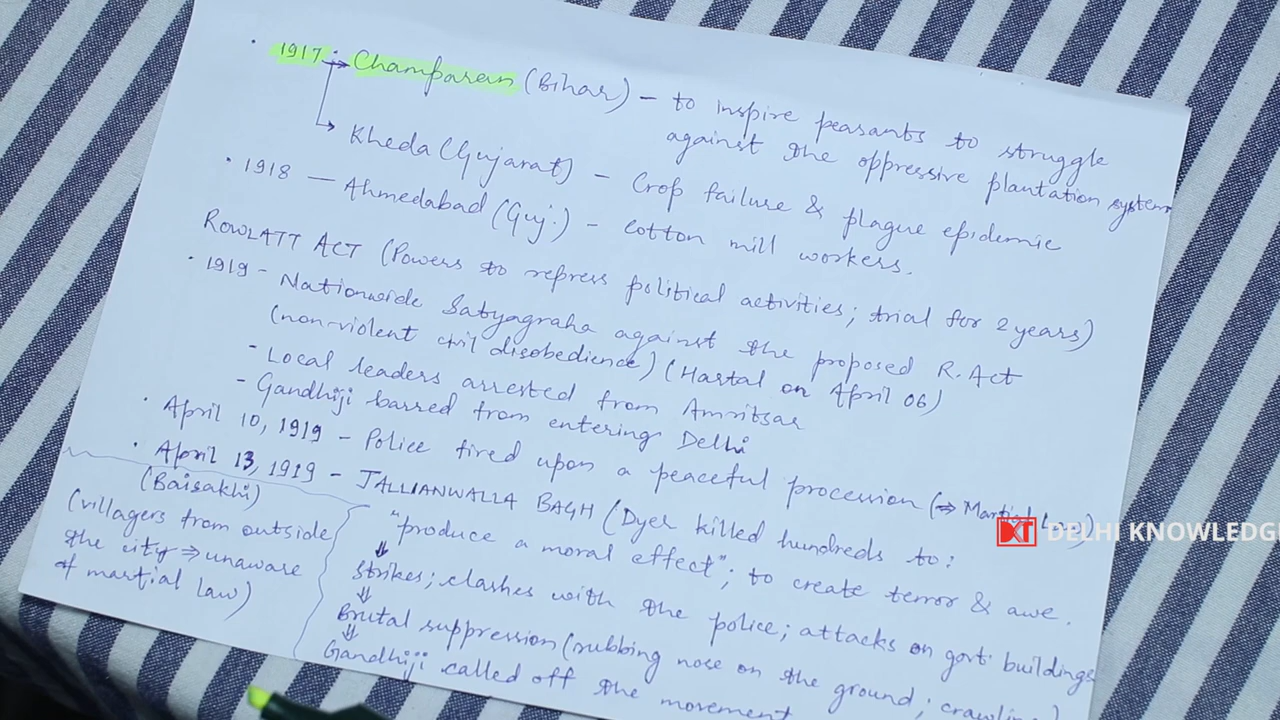 · 1917 → Champaran (Bihar) – to inspire peasants to struggle
against the oppressive plantation system
↳ Kheda (Gujarat) – Crop failure & plague epidemic
· 1918 — Ahmedabad (Guj.) – cotton mill workers.
ROWLATT ACT (Powers to repress political activities; trial for 2 years)
· 1919 - Nationwide Satyagraha against the proposed R. Act
(non-violent civil disobedience) (Hartal on April 06)
- Local leaders arrested from Amritsar
- Gandhiji barred from entering Delhi
· April 10, 1919 – Police fired upon a peaceful procession (⇒ Martial
· April 13, 1919 – JALLIANWALLA BAGH (Dyer killed hundreds to:
(Baisakhi)
(villagers from outside
the city ⇒ unaware
of martial law)
"produce a moral effect"; to create terror & awe.
⇓
Strikes; clashes with the police; attacks on govt. buildings
⇓
Brutal suppression (rubbing nose on the ground;
⇓
Gandhiji called off the movement
DKT DELHI KNOWLEDGE